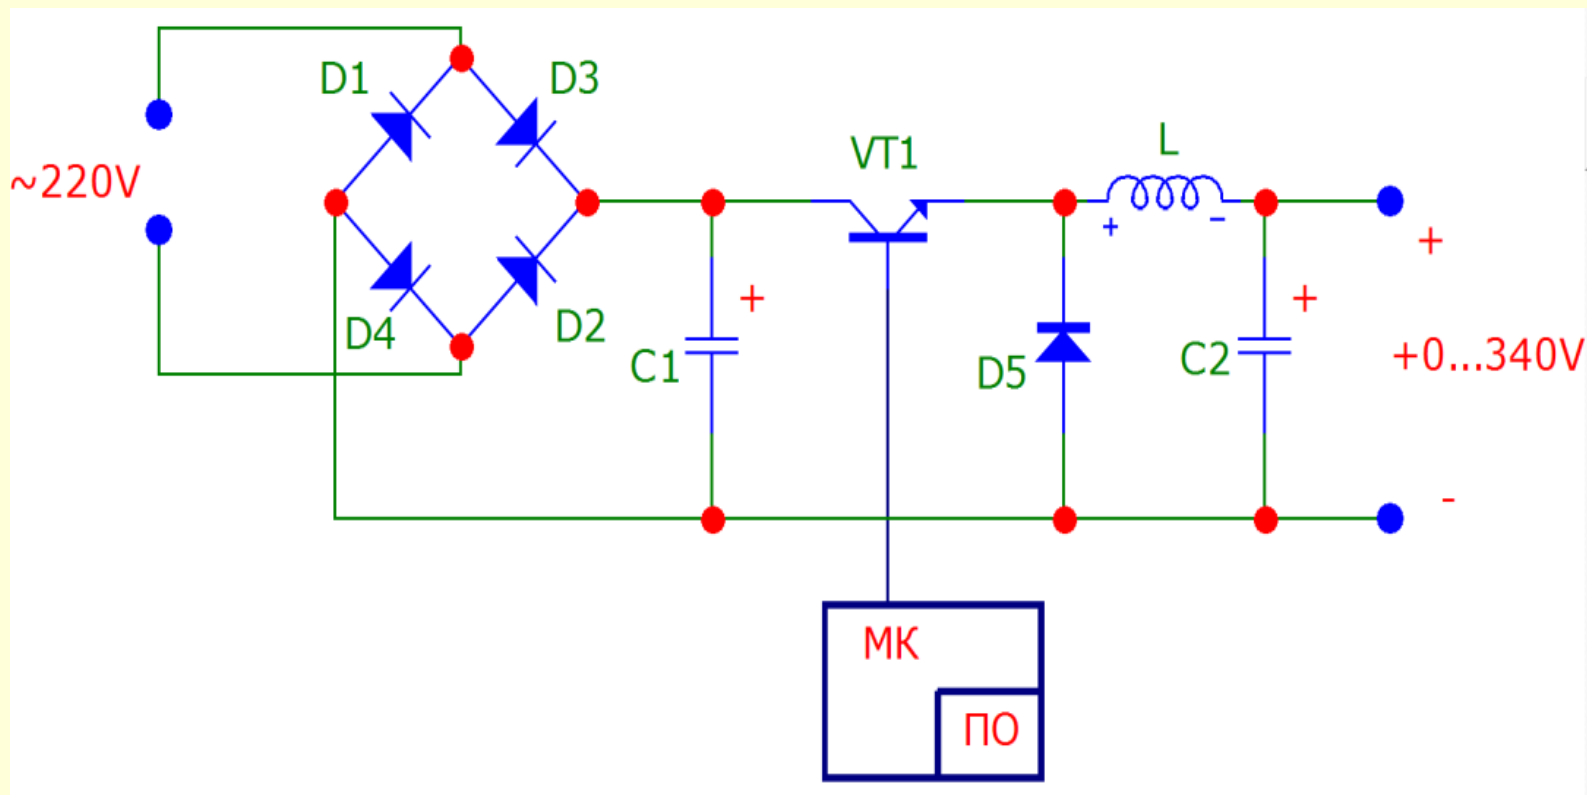 D1
D3
~220V
VT1
L
+
-
+
D4
D2
C1
+
D5
C2
+
+0...340V
-
МК
ПО